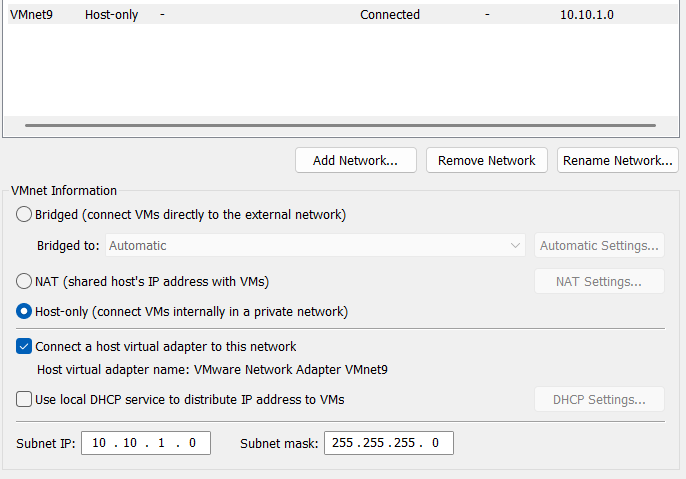 VMnet9 Host-only - Connected - 10.10.1.0
Add Network... Remove Network Rename Network...
VMnet Information
Bridged (connect VMs directly to the external network)
Bridged to: Automatic Automatic Settings...
NAT (shared host's IP address with VMs) NAT Settings...
Host-only (connect VMs internally in a private network)
Connect a host virtual adapter to this network
Host virtual adapter name: VMware Network Adapter VMnet9
Use local DHCP service to distribute IP address to VMs DHCP Settings...
Subnet IP: 10 . 10 . 1 . 0 Subnet mask: 255 . 255 . 255 . 0